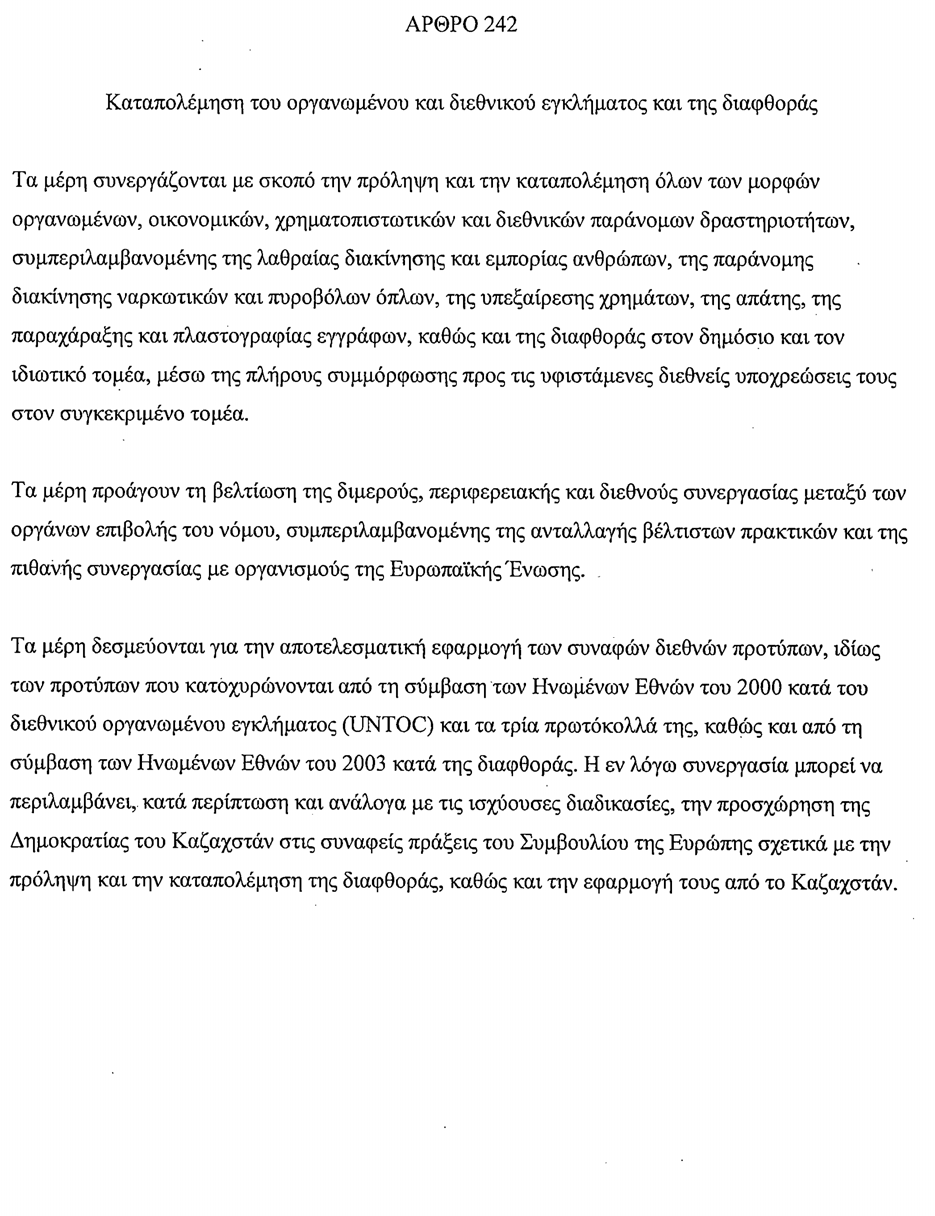 ΑΡΘΡΟ 242
Καταπολέμηση του οργανωμένου και διεθνικού εγκλήματος και της διαφθοράς
Τα μέρη συνεργάζονται με σκοπό την πρόληψη και την καταπολέμηση όλων των μορφών
οργανωμένων, οικονομικών, χρηματοπιστωτικών και διεθνικών παράνομων δραστηριοτήτων,
συμπεριλαμβανομένης της λαθραίας διακίνησης και εμπορίας ανθρώπων, της παράνομης
διακίνησης ναρκωτικών και πυροβόλων όπλων, της υπεξαίρεσης χρημάτων, της απάτης, της
παραχάραξης και πλαστογραφίας εγγράφων, καθώς και της διαφθοράς στον δημόσιο και τον
ιδιωτικό τομέα, μέσω της πλήρους συμμόρφωσης προς τις υφιστάμενες διεθνείς υποχρεώσεις τους
στον συγκεκριμένο τομέα.
Τα μέρη προάγουν τη βελτίωση της διμερούς, περιφερειακής και διεθνούς συνεργασίας μεταξύ των
οργάνων επιβολής του νόμου, συμπεριλαμβανομένης της ανταλλαγής βέλτιστων πρακτικών και της
πιθανής συνεργασίας με οργανισμούς της Ευρωπαϊκής Ένωσης.
Τα μέρη δεσμεύονται για την αποτελεσματική εφαρμογή των συναφών διεθνών προτύπων, ιδίως
των προτύπων που κατοχυρώνονται από τη σύμβαση των Ηνωμένων Εθνών του 2000 κατά του
διεθνικού οργανωμένου εγκλήματος (UNTOC) και τα τρία πρωτόκολλά της, καθώς και από τη
σύμβαση των Ηνωμένων Εθνών του 2003 κατά της διαφθοράς. Η εν λόγω συνεργασία μπορεί να
περιλαμβάνει, κατά περίπτωση και ανάλογα με τις ισχύουσες διαδικασίες, την προσχώρηση της
Δημοκρατίας του Καζαχστάν στις συναφείς πράξεις του Συμβουλίου της Ευρώπης σχετικά με την
πρόληψη και την καταπολέμηση της διαφθοράς, καθώς και την εφαρμογή τους από το Καζαχστάν.